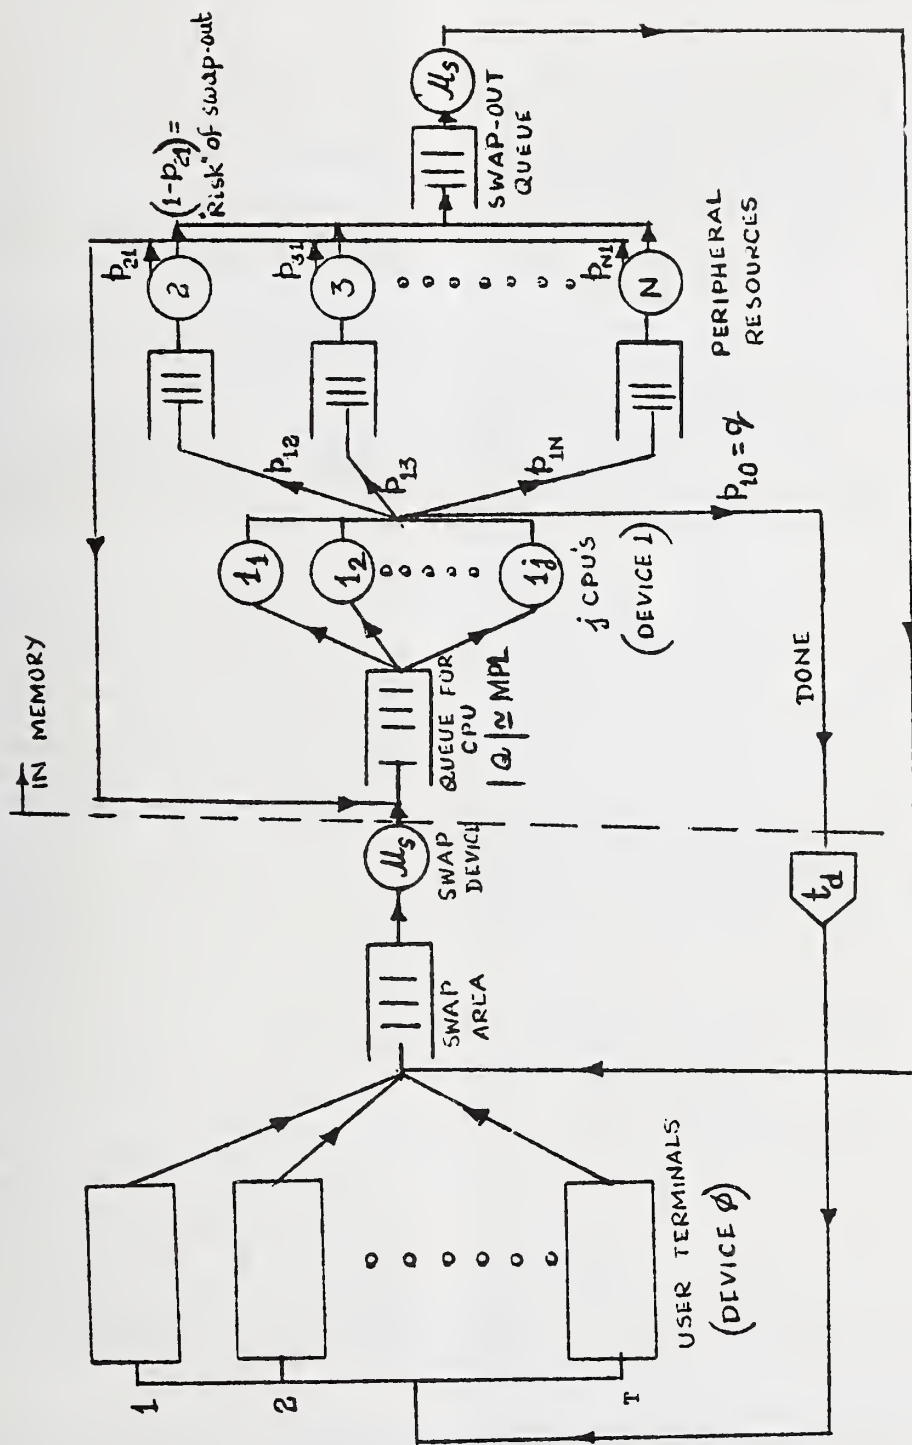 1
2
T
USER TERMINALS
(DEVICE ∅)
SWAP
AREA
μs
SWAP
DEVICE
IN MEMORY
QUEUE FOR
CPU
|Q| ≃ MPL
1₁
1₂
1j
j CPU'S
(DEVICE 1)
p₁₂
p₁₃
p₁N
p₁₀ = q
DONE
t_d
2
3
N
p₂₁
p₃₁
p_N1
(1-p₂₁) =
"Risk" of swap-out
PERIPHERAL
RESOURCES
μs
SWAP-OUT
QUEUE